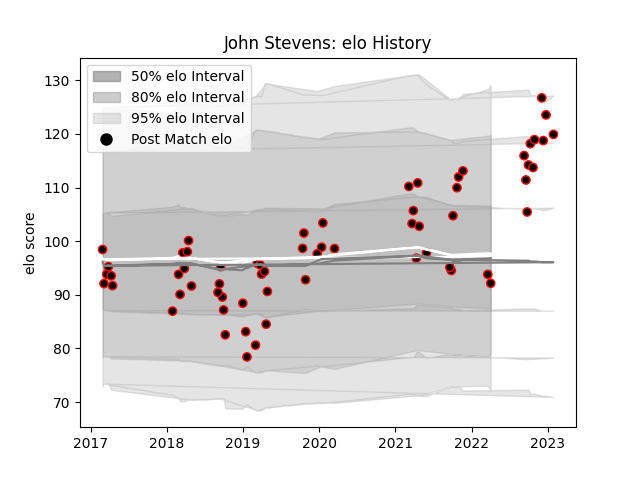 John Stevens: elo History
50% elo Interval
80% elo Interval
95% elo Interval
Post Match elo
elo score
130
120
110
100
90
80
70
2017 2018 2019 2020 2021 2022 2023